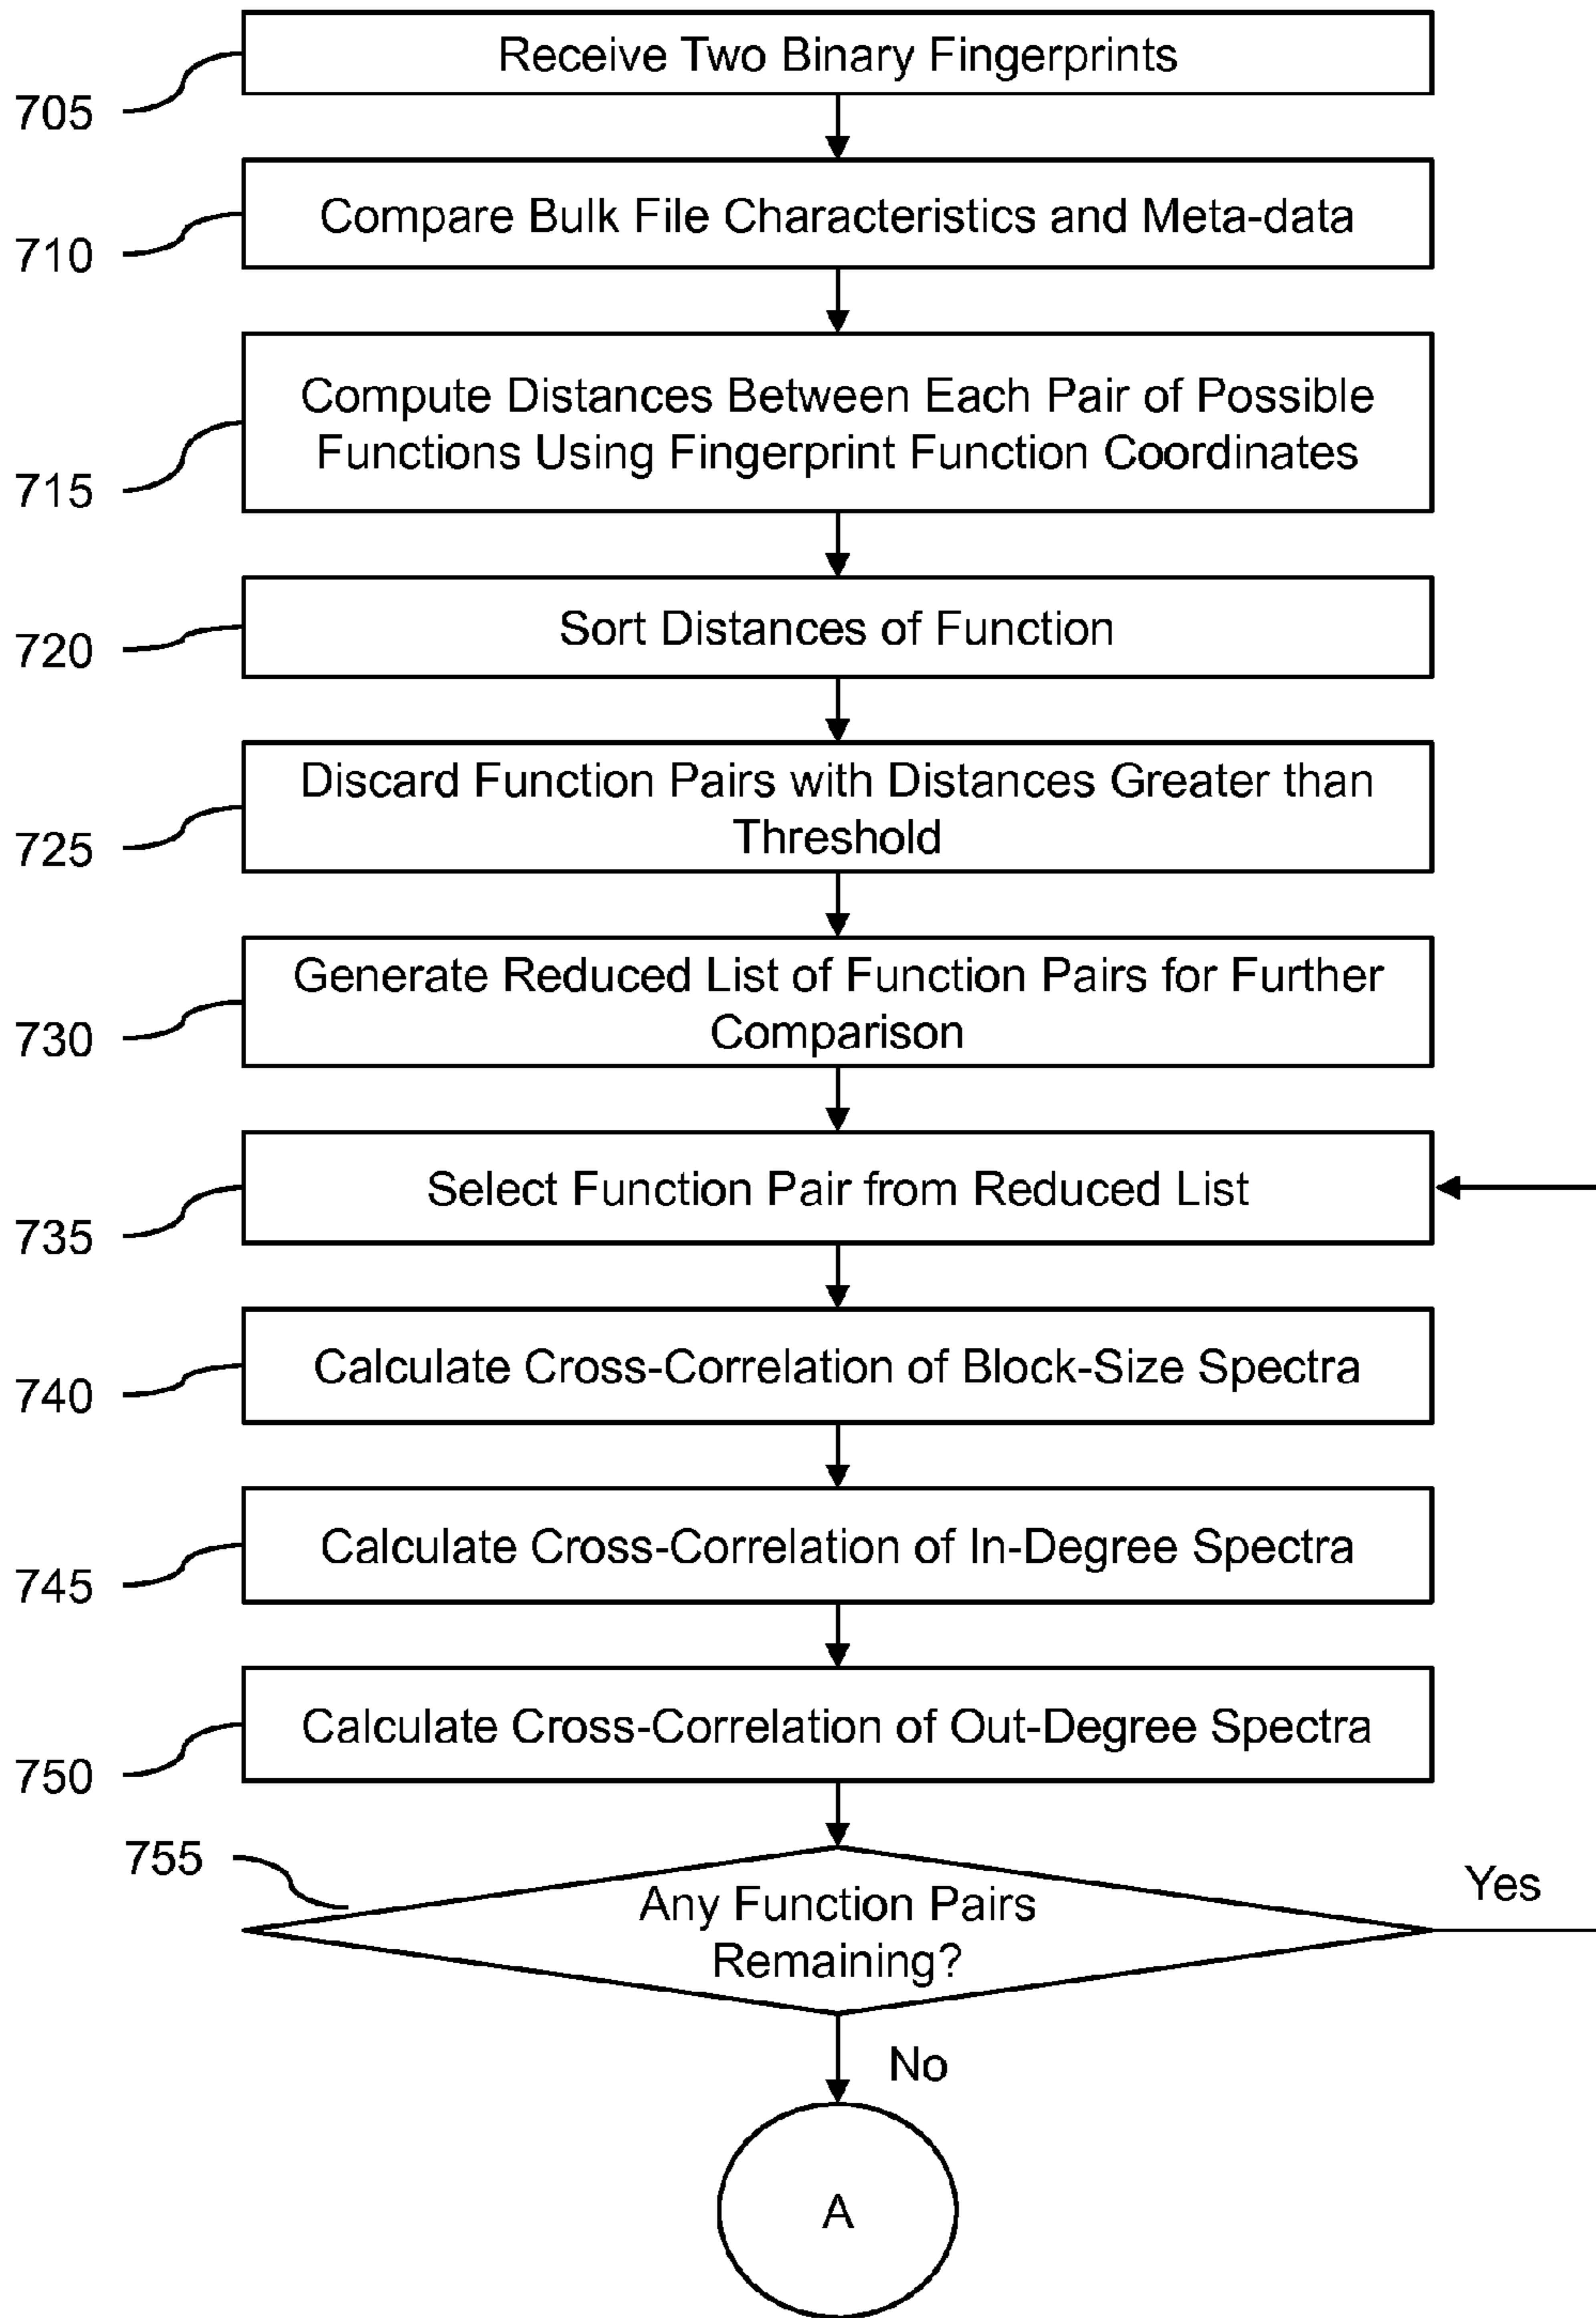 Receive Two Binary Fingerprints
705
Compare Bulk File Characteristics and Meta-data
710
Compute Distances Between Each Pair of Possible
Functions Using Fingerprint Function Coordinates
715
Sort Distances of Function
720
Discard Function Pairs with Distances Greater than
Threshold
725
Generate Reduced List of Function Pairs for Further
Comparison
730
Select Function Pair from Reduced List
735
Calculate Cross-Correlation of Block-Size Spectra
740
Calculate Cross-Correlation of In-Degree Spectra
745
Calculate Cross-Correlation of Out-Degree Spectra
750
755
Any Function Pairs
Remaining?
Yes
No
A